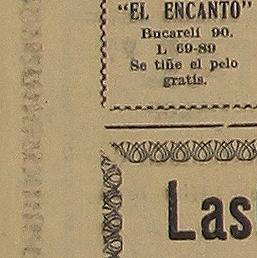 "EL ENCANTO"
Bucareli 90.
L 69-89
Se tiñe el pelo
gratis.
Las